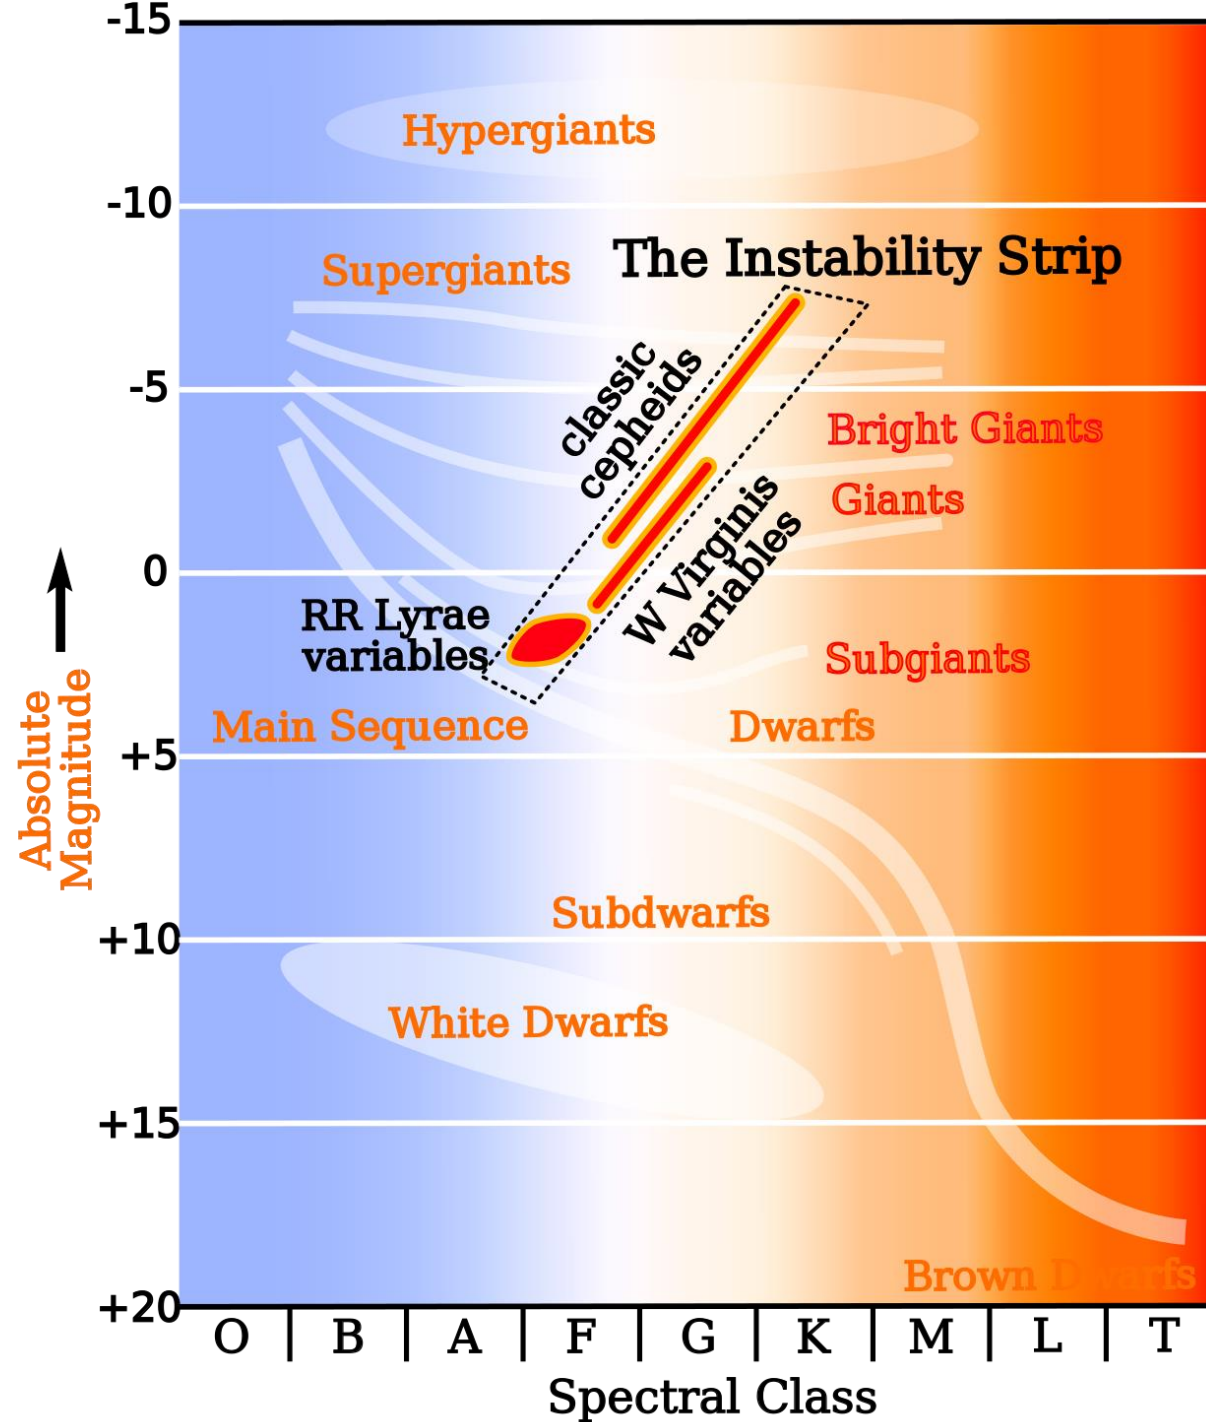 -15
Hypergiants
-10
The Instability Strip
Supergiants
classic
cepheids
-5
Bright Giants
Giants
W Virginis
variables
0
RR Lyrae
variables
Subgiants
Main Sequence
Dwarfs
+5
Absolute
Magnitude
Subdwarfs
+10
White Dwarfs
+15
Brown Dwarfs
+20
O B A F G K M L T
Spectral Class